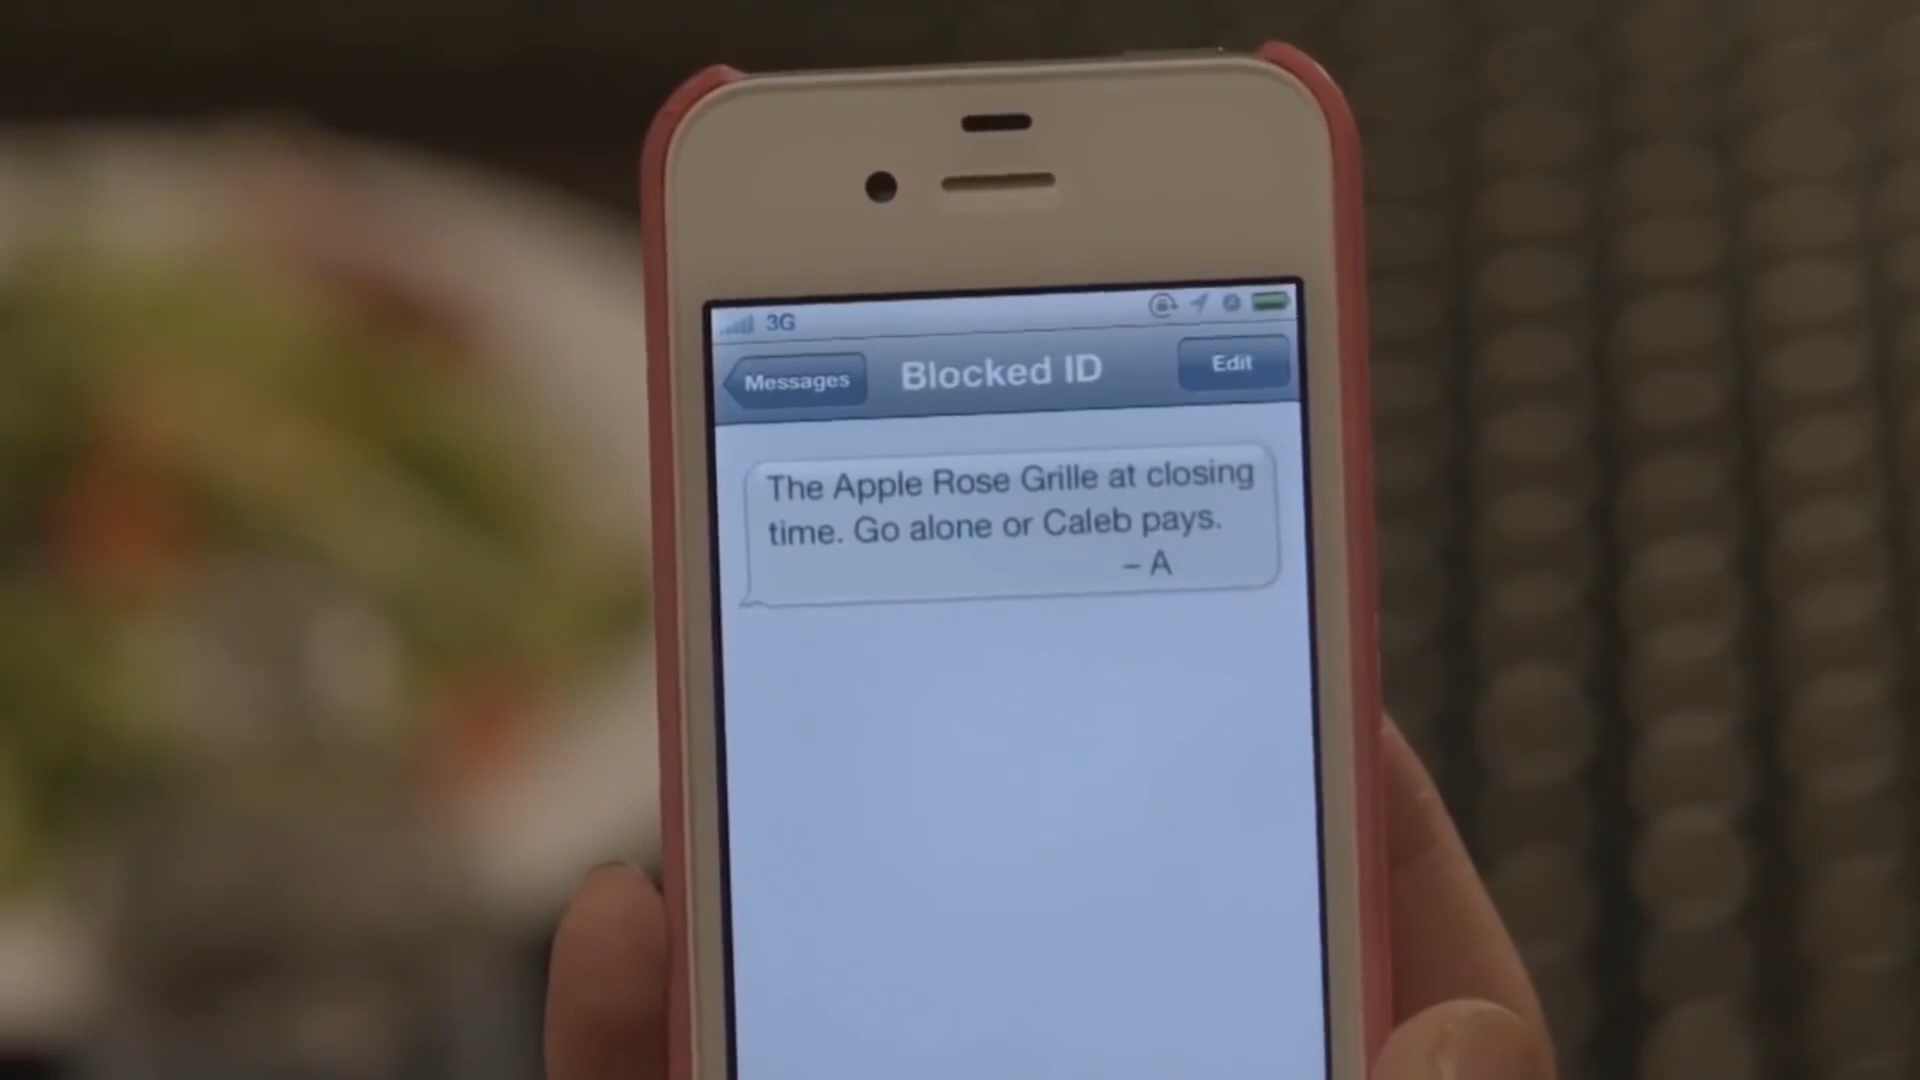 3G
Messages
Blocked ID
Edit
The Apple Rose Grille at closing
time. Go alone or Caleb pays.
– A